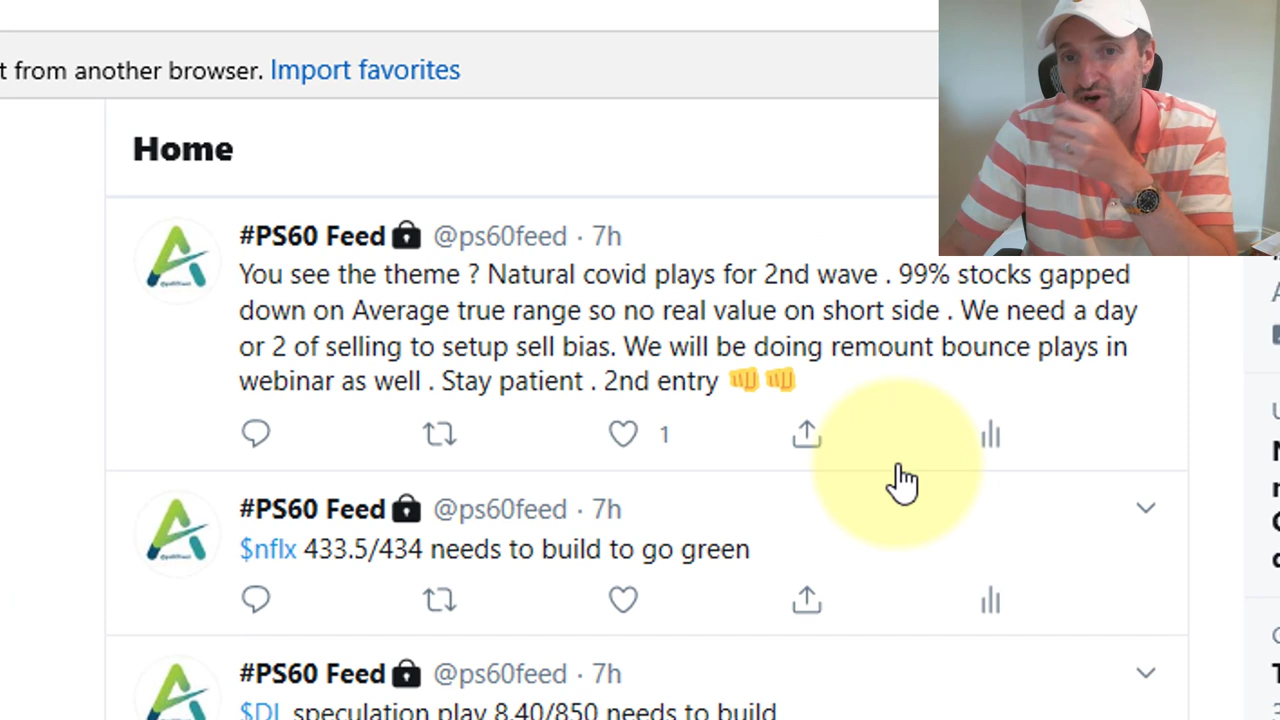 t from another browser. Import favorites
Home
#PS60 Feed @ps60feed · 7h
You see the theme ? Natural covid plays for 2nd wave . 99% stocks gapped
down on Average true range so no real value on short side . We need a day
or 2 of selling to setup sell bias. We will be doing remount bounce plays in
webinar as well . Stay patient . 2nd entry 👊👊
1
#PS60 Feed @ps60feed · 7h
$nflx 433.5/434 needs to build to go green
#PS60 Feed @ps60feed · 7h
speculation play 8.40/850 needs to build